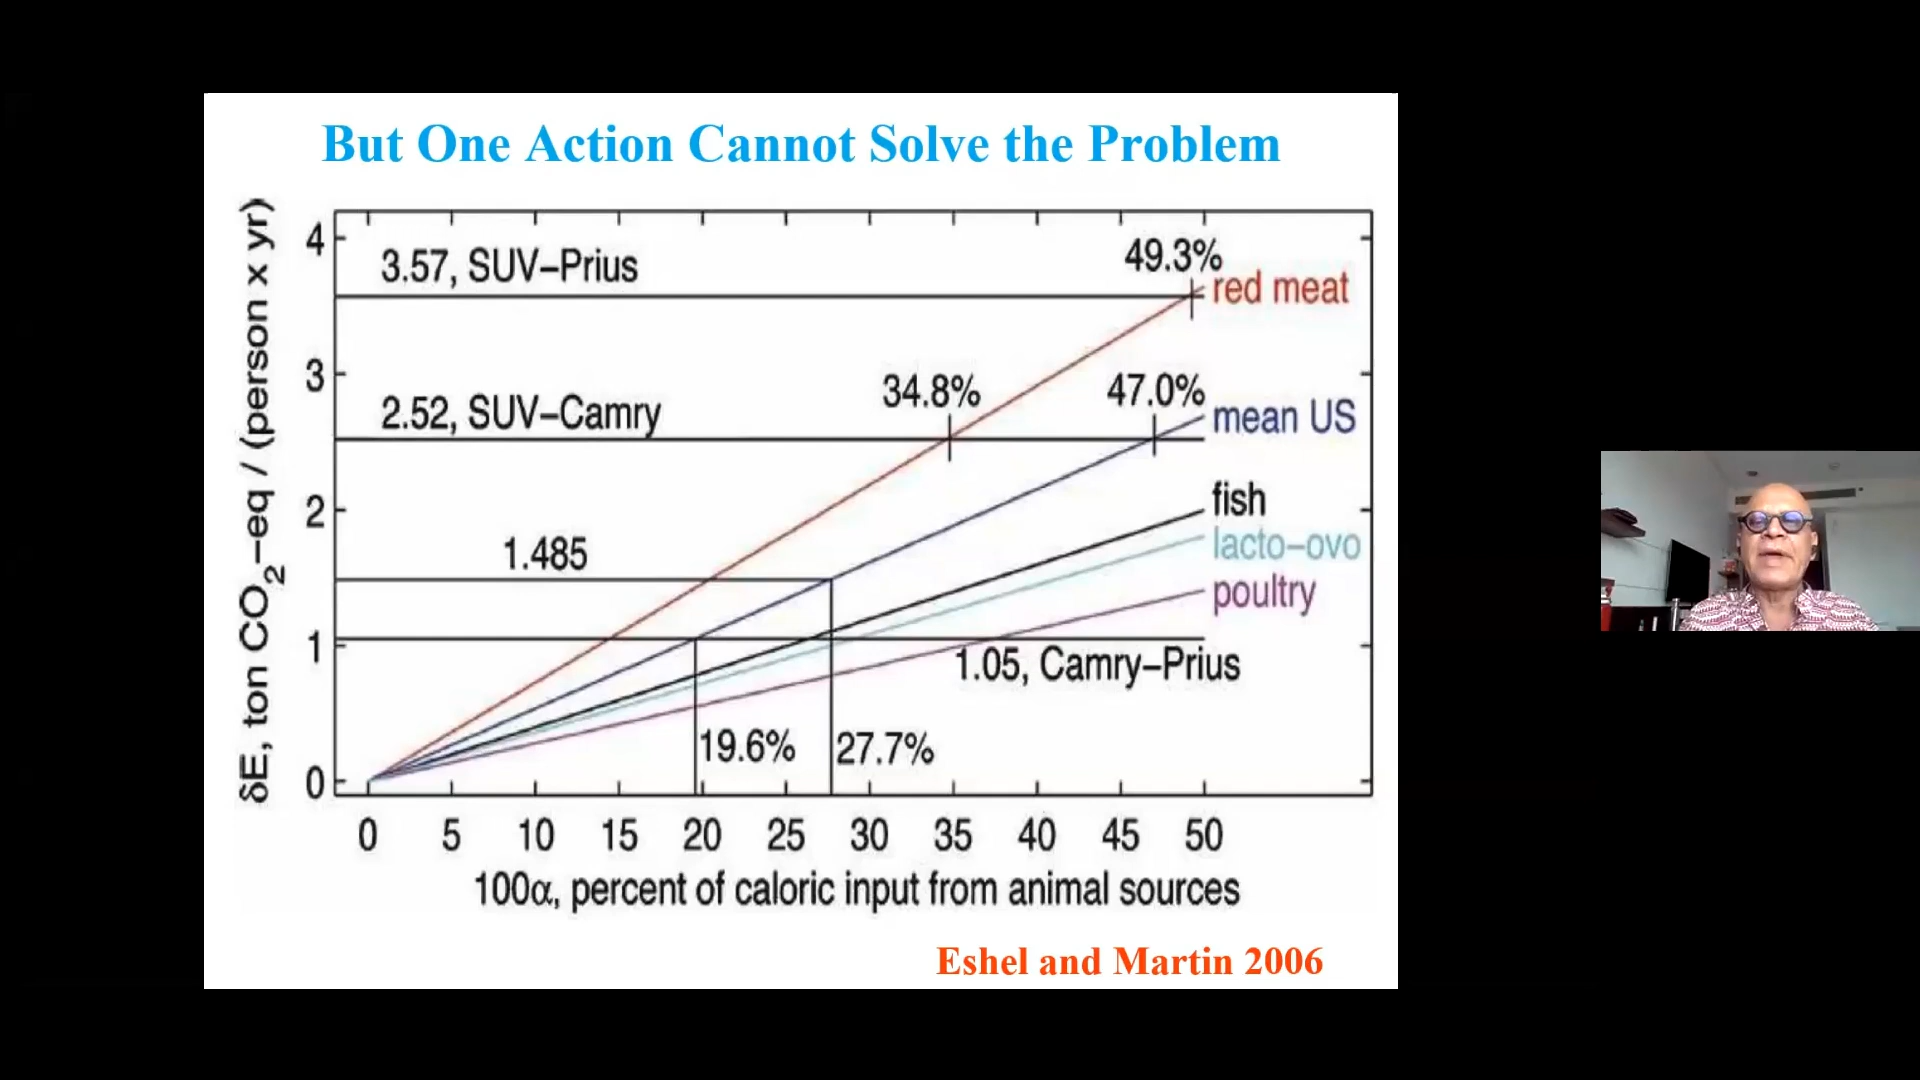 But One Action Cannot Solve the Problem
δE, ton CO2-eq / (person x yr)
4
3
2
1
0
3.57, SUV-Prius
49.3%
red meat
2.52, SUV-Camry
34.8%
47.0%
mean US
fish
lacto-ovo
poultry
1.485
1.05, Camry-Prius
19.6%
27.7%
0 5 10 15 20 25 30 35 40 45 50
100α, percent of caloric input from animal sources
Eshel and Martin 2006